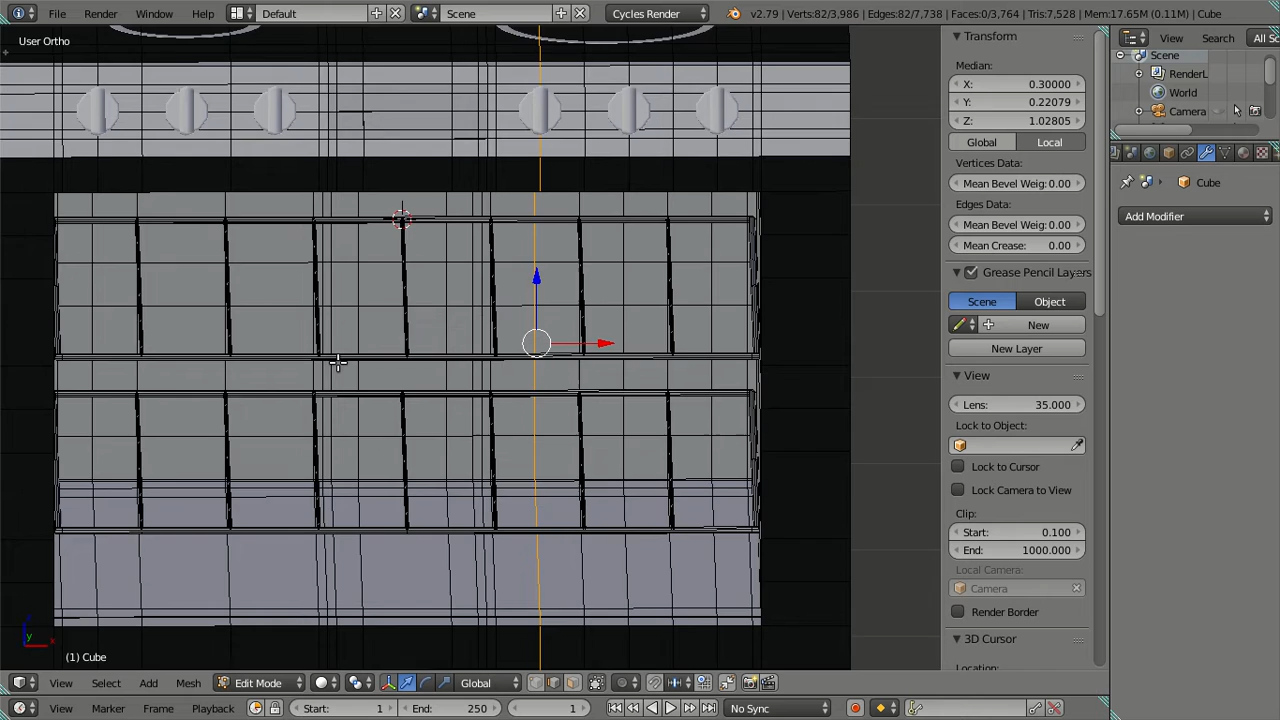 File Render Window Help Default Scene Cycles Render v2.79 | Verts:82/3,986 | Edges:82/7,738 | Faces:0/3,764 | Tris:7,528 | Mem:17.65M (0.11M) | Cube
User Ortho
Transform
View Search All Sc
Median:
Scene
X: 0.30000
RenderL
Y: 0.22079
World
Z: 1.02805
Camera
Global Local
Vertices Data:
Mean Bevel Weig: 0.00
Cube
Edges Data:
Add Modifier
Mean Bevel Weig: 0.00
Mean Crease: 0.00
Grease Pencil Layers
Scene Object
New
New Layer
View
Lens: 35.000
Lock to Object:
Lock to Cursor
Lock Camera to View
Clip:
Start: 0.100
End: 1000.000
Local Camera:
Camera
Render Border
3D Cursor
Location:
z
y
x
(1) Cube
View Select Add Mesh Edit Mode Global
View Marker Frame Playback Start: 1 End: 250 1 No Sync